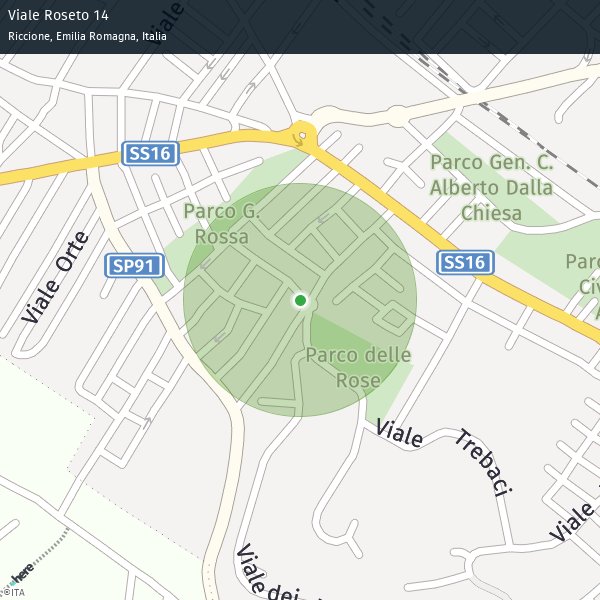 Viale Roseto 14
Riccione, Emilia Romagna, Italia
Viale
SS16
Parco Gen. C.
Alberto Dalla
Chiesa
Parco G.
Rossa
Viale Orte
SP91
SS16
Parc
Civ
A
Parco delle
Rose
Viale Trebaci
Viale
Viale dei
here
©ITA